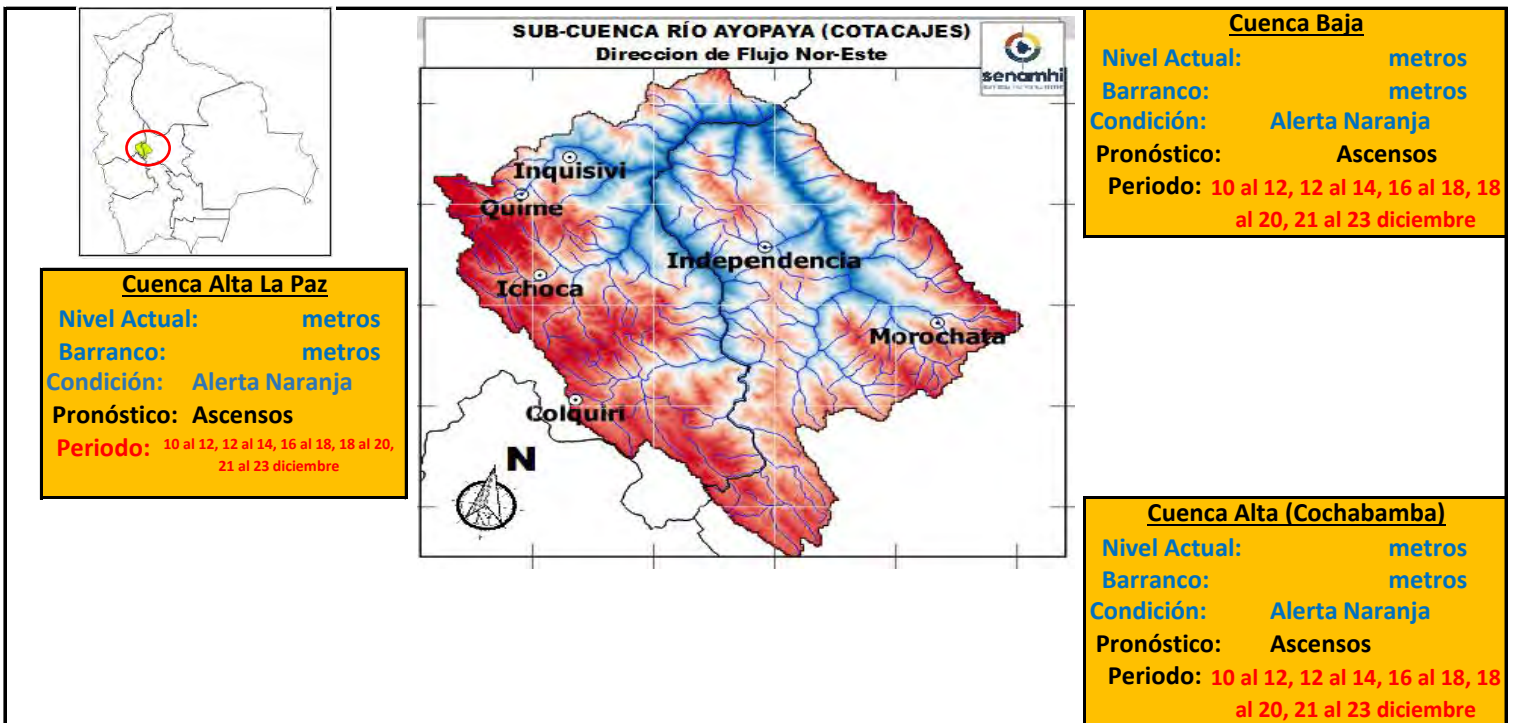 SUB-CUENCA RÍO AYOPAYA (COTACAJES)
Direccion de Flujo Nor-Este
senamhi
Inquisivi
Quime
Independencia
Ichoca
Morochata
Colquiri
N
Cuenca Baja
Nivel Actual: metros
Barranco: metros
Condición: Alerta Naranja
Pronóstico: Ascensos
Periodo: 10 al 12, 12 al 14, 16 al 18, 18
al 20, 21 al 23 diciembre
Cuenca Alta La Paz
Nivel Actual: metros
Barranco: metros
Condición: Alerta Naranja
Pronóstico: Ascensos
Periodo: 10 al 12, 12 al 14, 16 al 18, 18 al 20,
21 al 23 diciembre
Cuenca Alta (Cochabamba)
Nivel Actual: metros
Barranco: metros
Condición: Alerta Naranja
Pronóstico: Ascensos
Periodo: 10 al 12, 12 al 14, 16 al 18, 18
al 20, 21 al 23 diciembre